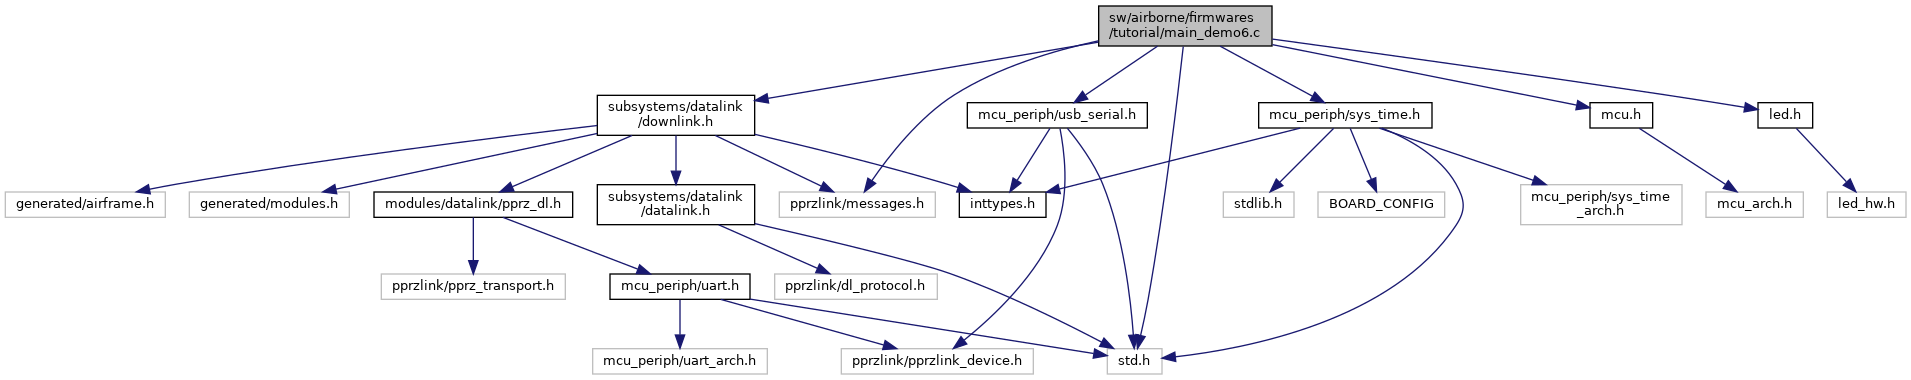 sw/airborne/firmwares
/tutorial/main_demo6.c
subsystems/datalink
/downlink.h
mcu_periph/usb_serial.h
mcu_periph/sys_time.h
mcu.h
led.h
generated/airframe.h
generated/modules.h
modules/datalink/pprz_dl.h
subsystems/datalink
/datalink.h
pprzlink/messages.h
inttypes.h
stdlib.h
BOARD_CONFIG
mcu_periph/sys_time
_arch.h
mcu_arch.h
led_hw.h
pprzlink/pprz_transport.h
mcu_periph/uart.h
pprzlink/dl_protocol.h
mcu_periph/uart_arch.h
pprzlink/pprzlink_device.h
std.h